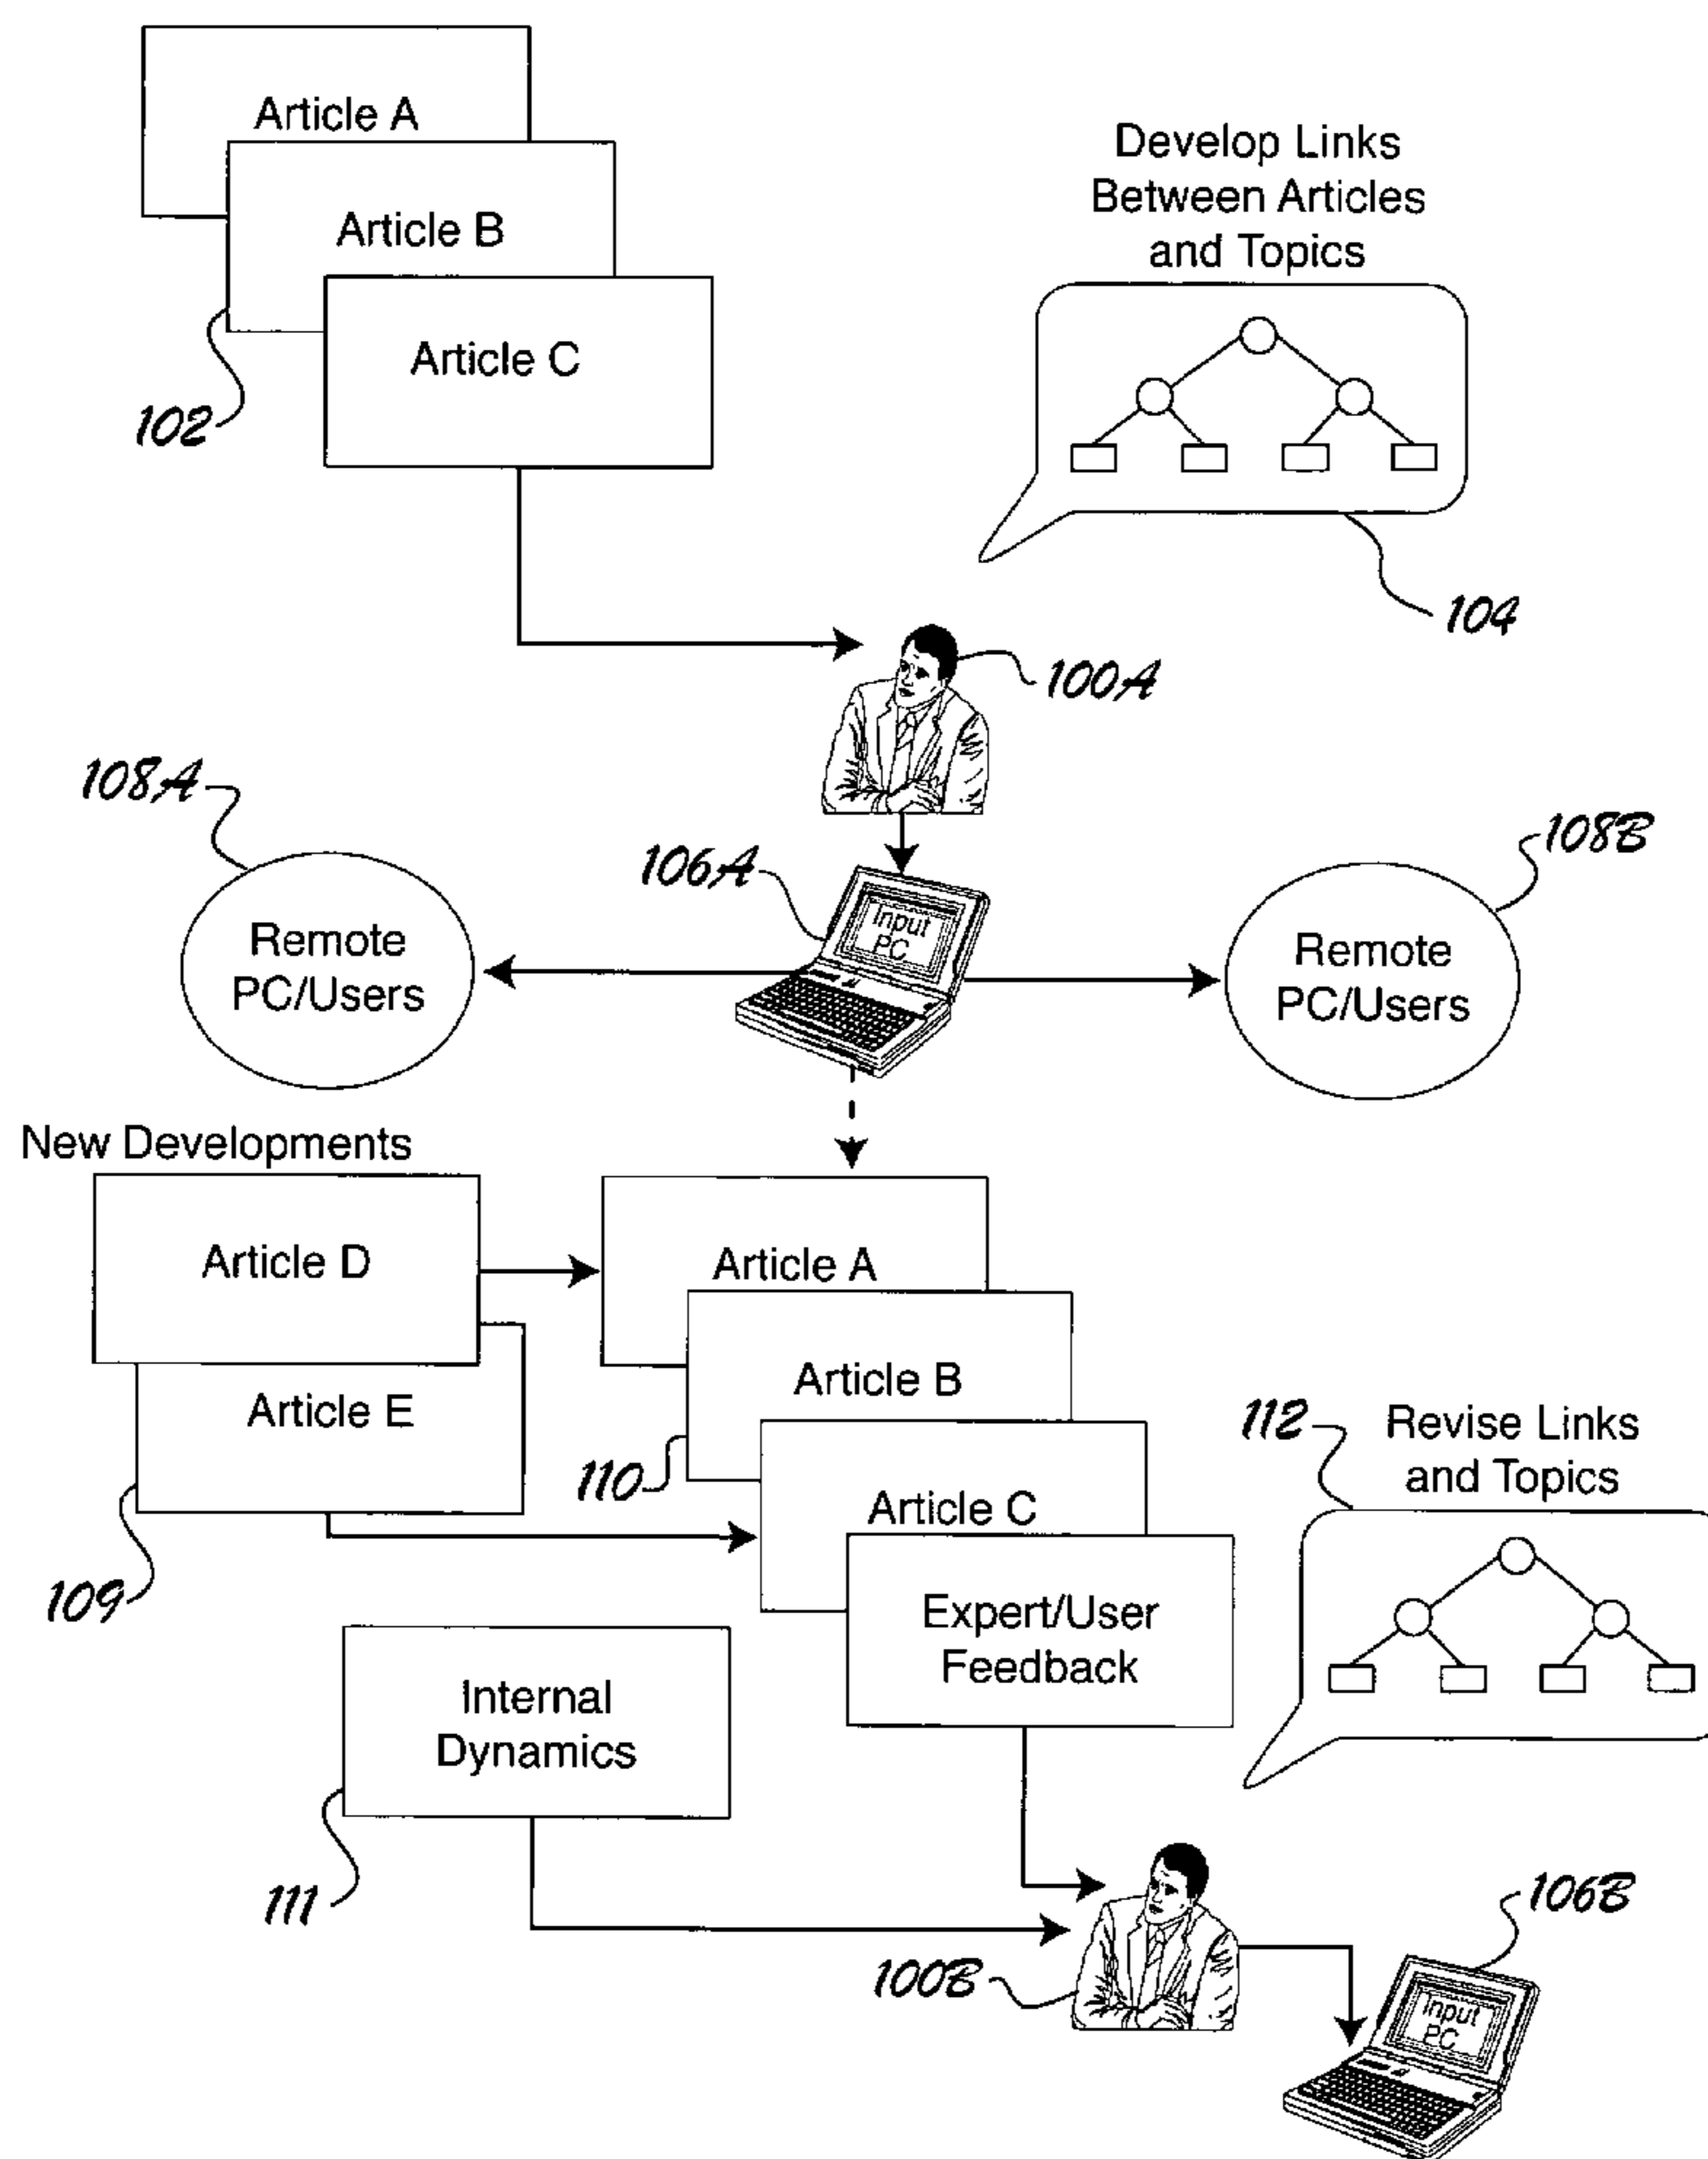 Article A
Article B
Article C
102
Develop Links
Between Articles
and Topics
104
100A
108A
Remote
PC/Users
106A
Input
PC
108B
Remote
PC/Users
New Developments
Article D
Article E
109
Article A
Article B
110
Article C
Expert/User
Feedback
112
Revise Links
and Topics
Internal
Dynamics
111
100B
106B
Input
PC